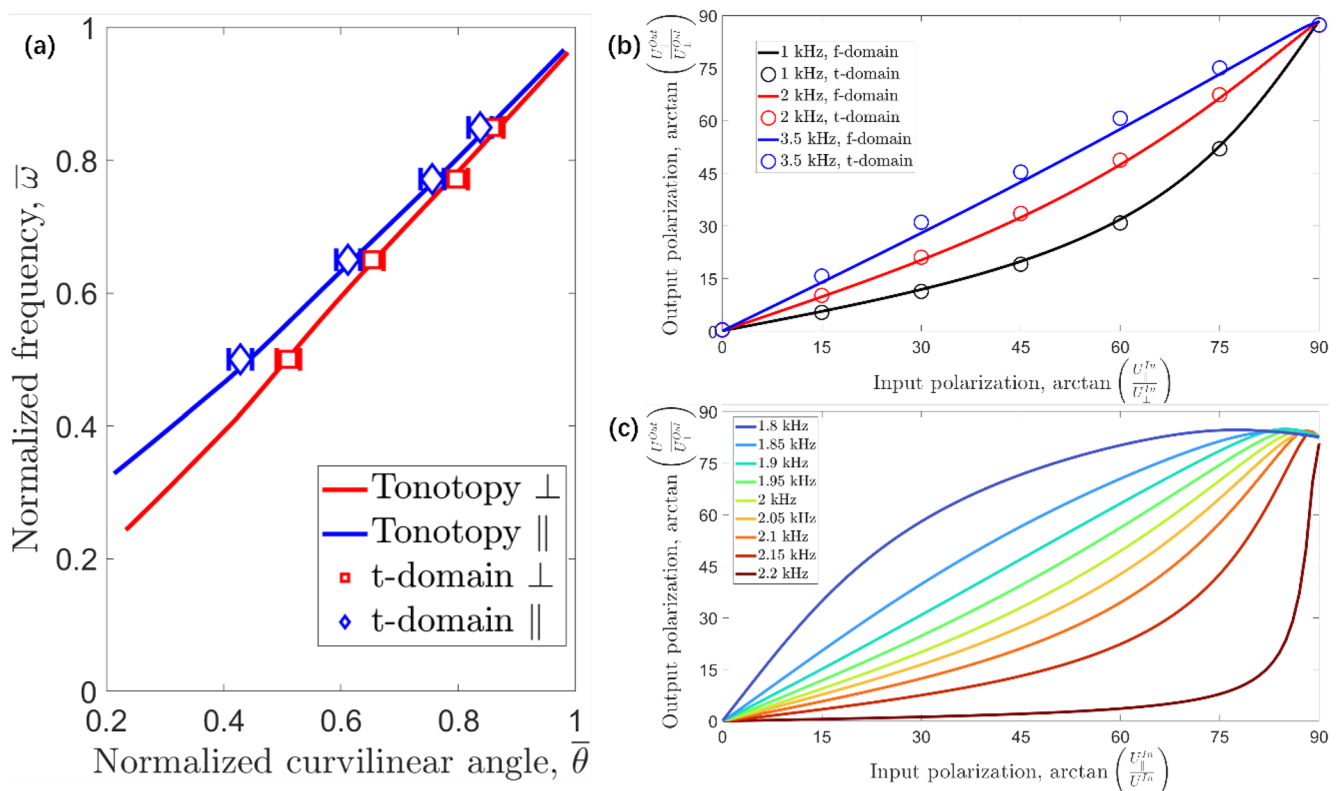 (a)
Normalized frequency, ω̅
1
0.8
0.6
0.4
0.2
0
0.2
0.4
0.6
0.8
1
Normalized curvilinear angle, θ̅
Tonotopy ⊥
Tonotopy ∥
t-domain ⊥
t-domain ∥
(b)
Output polarization, arctan (U∥^Out / U⊥^Out)
90
75
60
45
30
15
0
1 kHz, f-domain
1 kHz, t-domain
2 kHz, f-domain
2 kHz, t-domain
3.5 kHz, f-domain
3.5 kHz, t-domain
0
15
30
45
60
75
90
Input polarization, arctan (U∥^In / U⊥^In)
(c)
Output polarization, arctan (U^Out / U⊥^Out)
90
75
60
45
30
15
0
1.8 kHz
1.85 kHz
1.9 kHz
1.95 kHz
2 kHz
2.05 kHz
2.1 kHz
2.15 kHz
2.2 kHz
0
15
30
45
60
75
90
Input polarization, arctan (U∥^In / U^In)